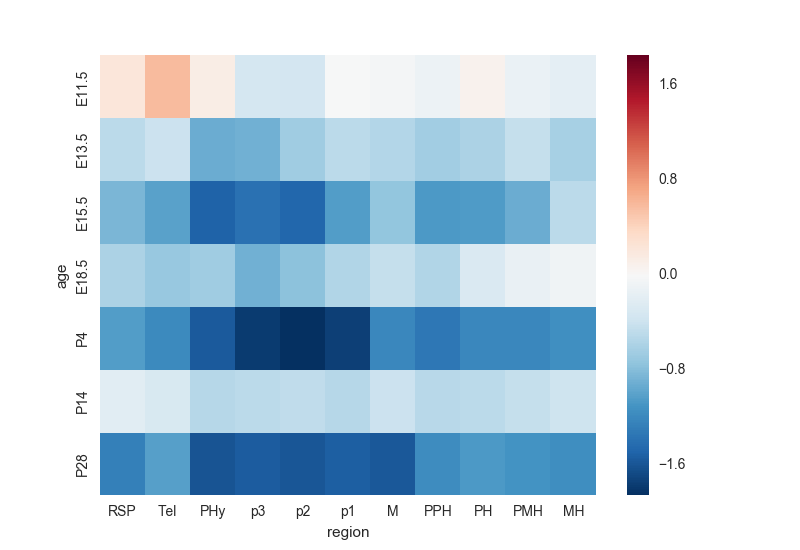 E11.5
E13.5
E15.5
E18.5
P4
P14
P28
age
RSP Tel PHy p3 p2 p1 M PPH PH PMH MH
region
1.6
0.8
0.0
−0.8
−1.6